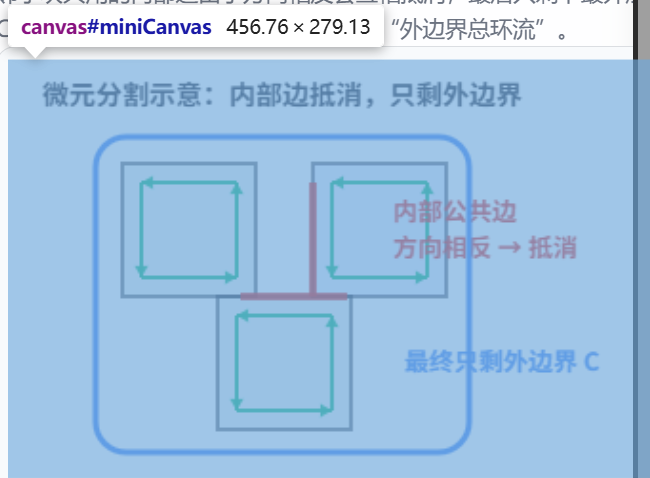 canvas#miniCanvas 456.76 × 279.13
“外边界总环流”。
微元分割示意：内部边抵消，只剩外边界
内部公共边
方向相反 → 抵消
最终只剩外边界 C